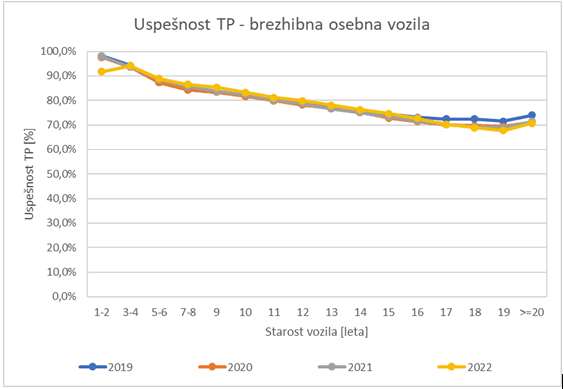 Uspešnost TP - brezhibna osebna vozila
100,0%
90,0%
80,0%
70,0%
60,0%
50,0%
40,0%
30,0%
20,0%
10,0%
0,0%
Uspešnost TP [%]
1-2 3-4 5-6 7-8 9 10 11 12 13 14 15 16 17 18 19 >=20
Starost vozila [leta]
2019 2020 2021 2022